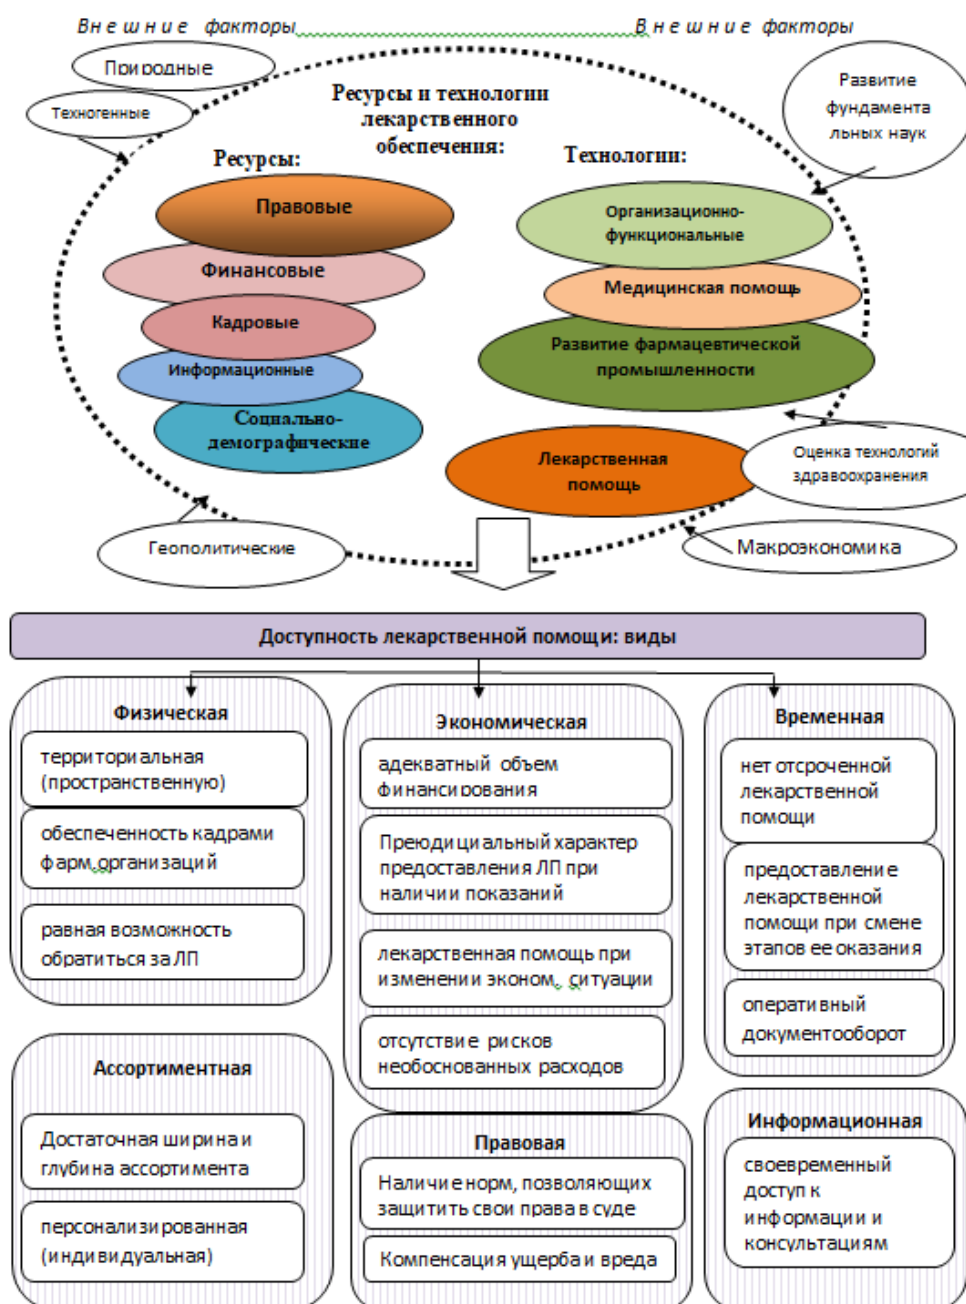 Внешние факторы
Внешние факторы
Природные
Техногенные
Развитие
фундамента
льных наук
Ресурсы и технологии
лекарственного
обеспечения:
Ресурсы:
Технологии:
Правовые
Финансовые
Кадровые
Информационные
Социально-
демографические
Организационно-
функциональные
Медицинская помощь
Развитие фармацевтической
промышленности
Лекарственная
помощь
Оценка технологий
здравоохранения
Геополитические
Макроэкономика
Доступность лекарственной помощи: виды
Физическая
территориальная
(пространственную)
обеспеченность кадрами
фарм.организаций
равная возможность
обратиться за ЛП
Экономическая
адекватный объем
финансирования
Преюдициальный характер
предоставления ЛП при
наличии показаний
лекарственная помощь при
изменении эконом. ситуации
отсутствие рисков
необоснованных расходов
Временная
нет отсроченной
лекарственной
помощи
предоставление
лекарственной
помощи при смене
этапов ее оказания
оперативный
документооборот
Ассортиментная
Достаточная ширина и
глубина ассортимента
персонализированная
(индивидуальная)
Правовая
Наличие норм, позволяющих
защитить свои права в суде
Компенсация ущерба и вреда
Информационная
своевременный
доступ к
информации и
консультациям